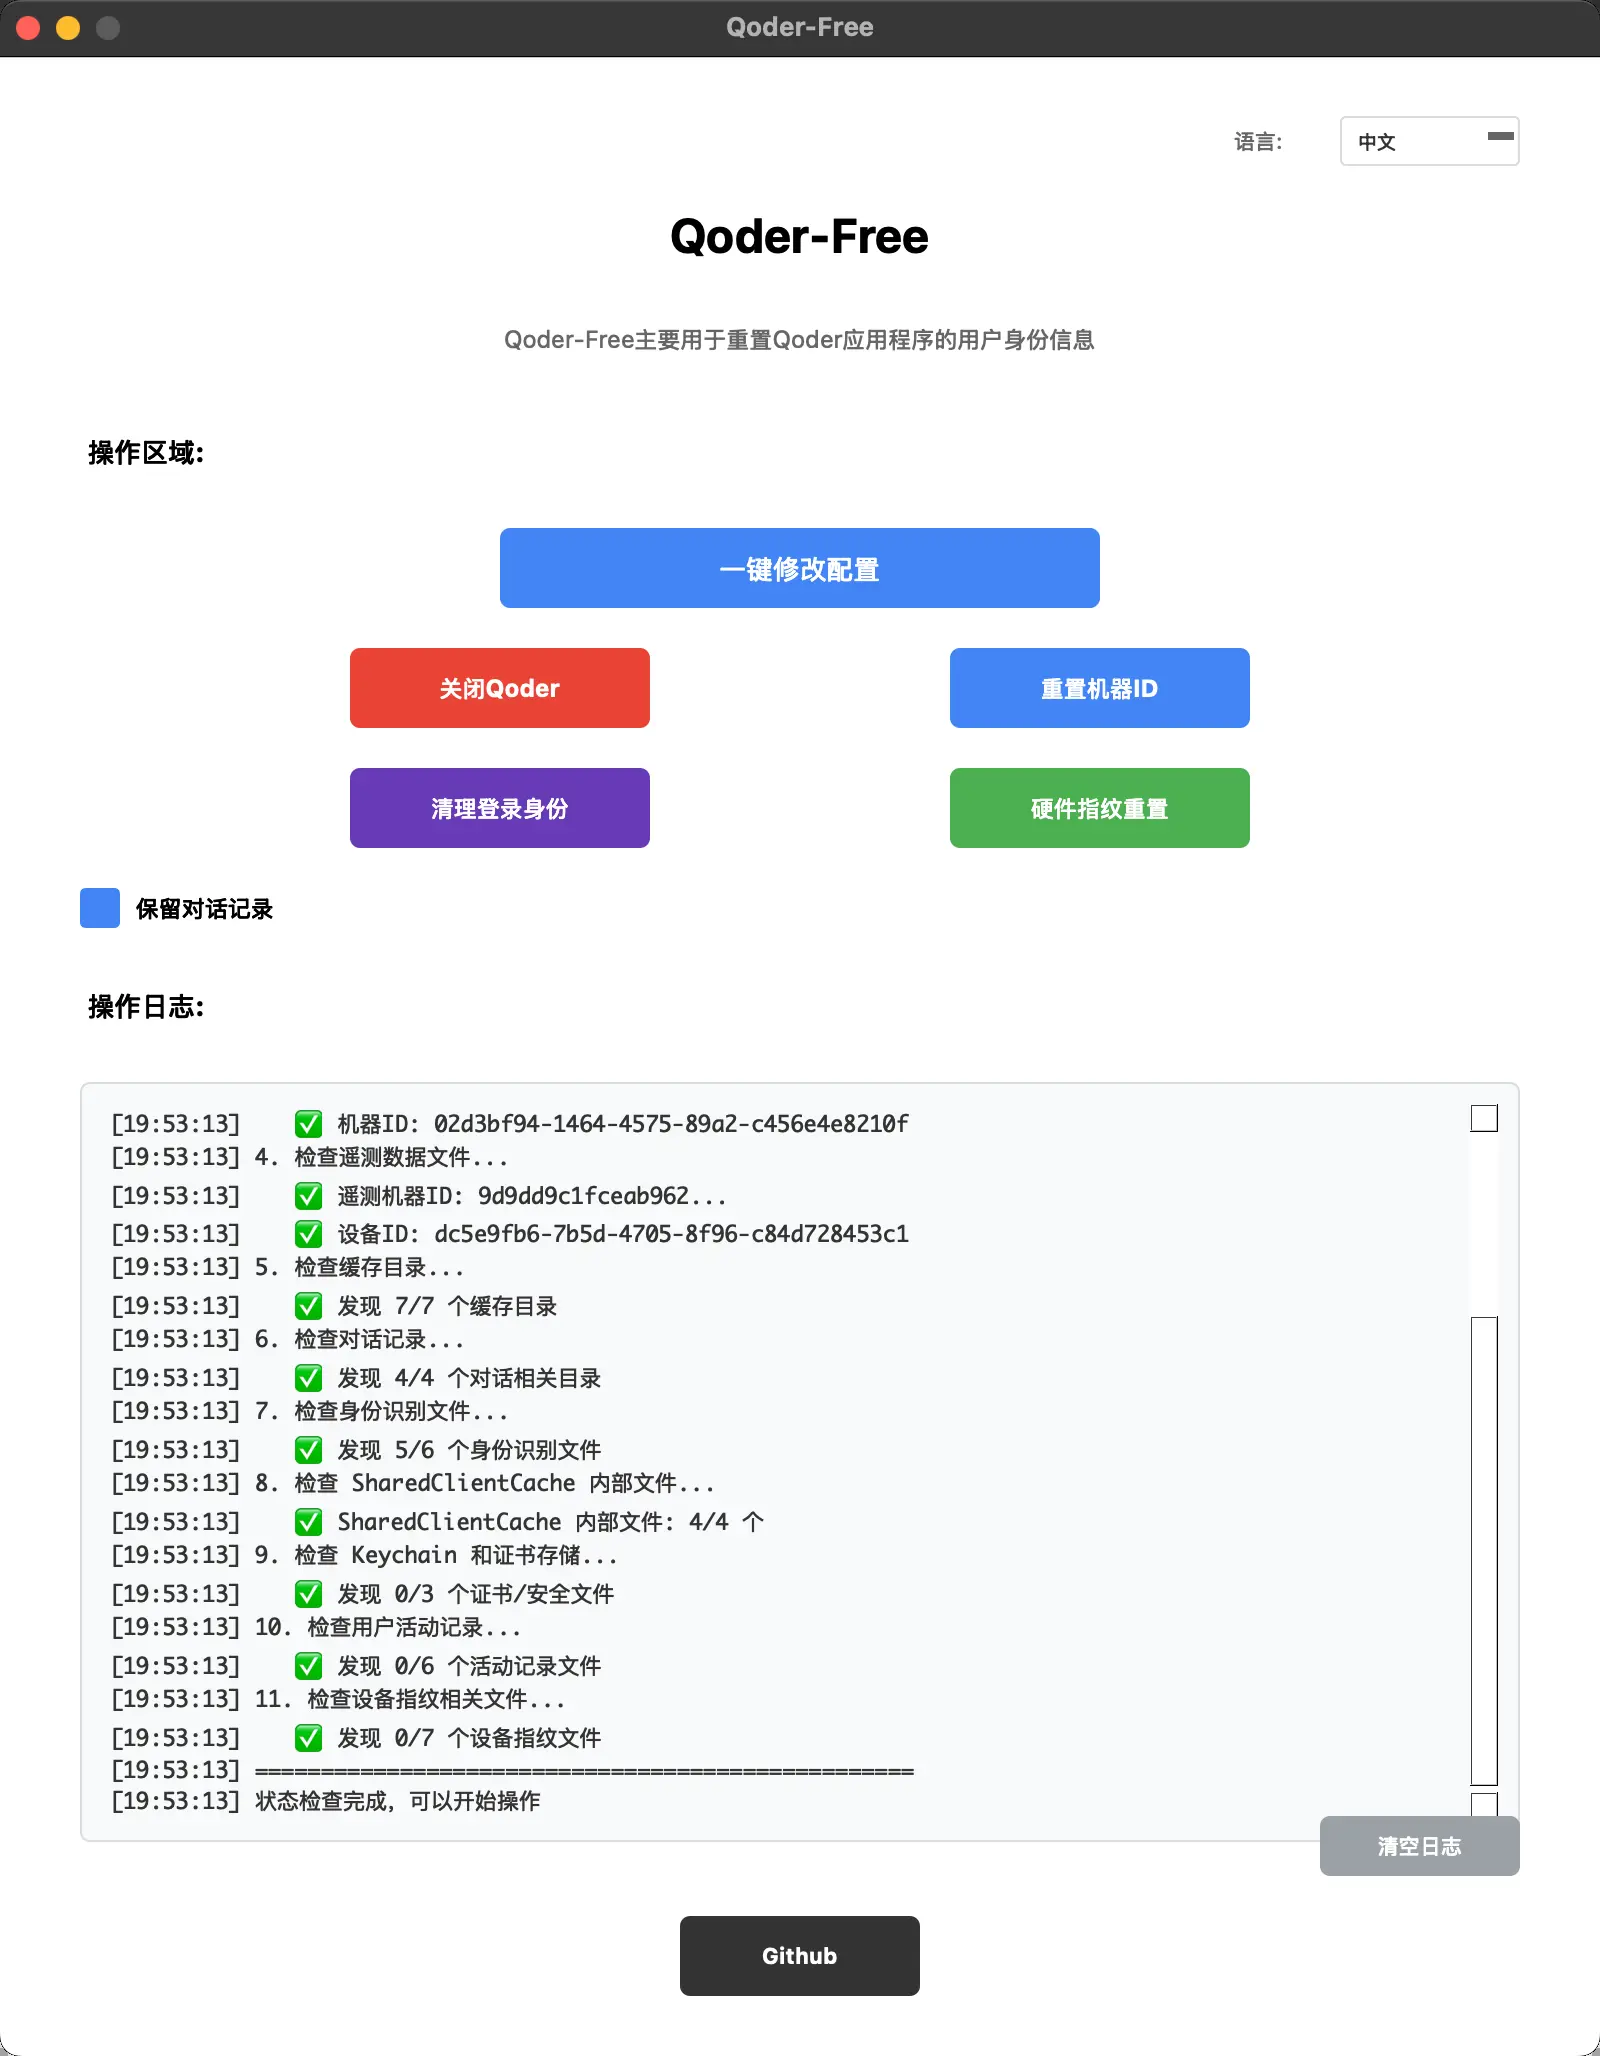 Qoder-Free
语言:
中文
Qoder-Free
Qoder-Free主要用于重置Qoder应用程序的用户身份信息
操作区域:
一键修改配置
关闭Qoder
重置机器ID
清理登录身份
硬件指纹重置
保留对话记录
操作日志:
[19:53:13]    ✅ 机器ID: 02d3bf94-1464-4575-89a2-c456e4e8210f
[19:53:13] 4. 检查遥测数据文件...
[19:53:13]    ✅ 遥测机器ID: 9d9dd9c1fceab962...
[19:53:13]    ✅ 设备ID: dc5e9fb6-7b5d-4705-8f96-c84d728453c1
[19:53:13] 5. 检查缓存目录...
[19:53:13]    ✅ 发现 7/7 个缓存目录
[19:53:13] 6. 检查对话记录...
[19:53:13]    ✅ 发现 4/4 个对话相关目录
[19:53:13] 7. 检查身份识别文件...
[19:53:13]    ✅ 发现 5/6 个身份识别文件
[19:53:13] 8. 检查 SharedClientCache 内部文件...
[19:53:13]    ✅ SharedClientCache 内部文件: 4/4 个
[19:53:13] 9. 检查 Keychain 和证书存储...
[19:53:13]    ✅ 发现 0/3 个证书/安全文件
[19:53:13] 10. 检查用户活动记录...
[19:53:13]    ✅ 发现 0/6 个活动记录文件
[19:53:13] 11. 检查设备指纹相关文件...
[19:53:13]    ✅ 发现 0/7 个设备指纹文件
[19:53:13] ==================================================
[19:53:13] 状态检查完成，可以开始操作
清空日志
Github